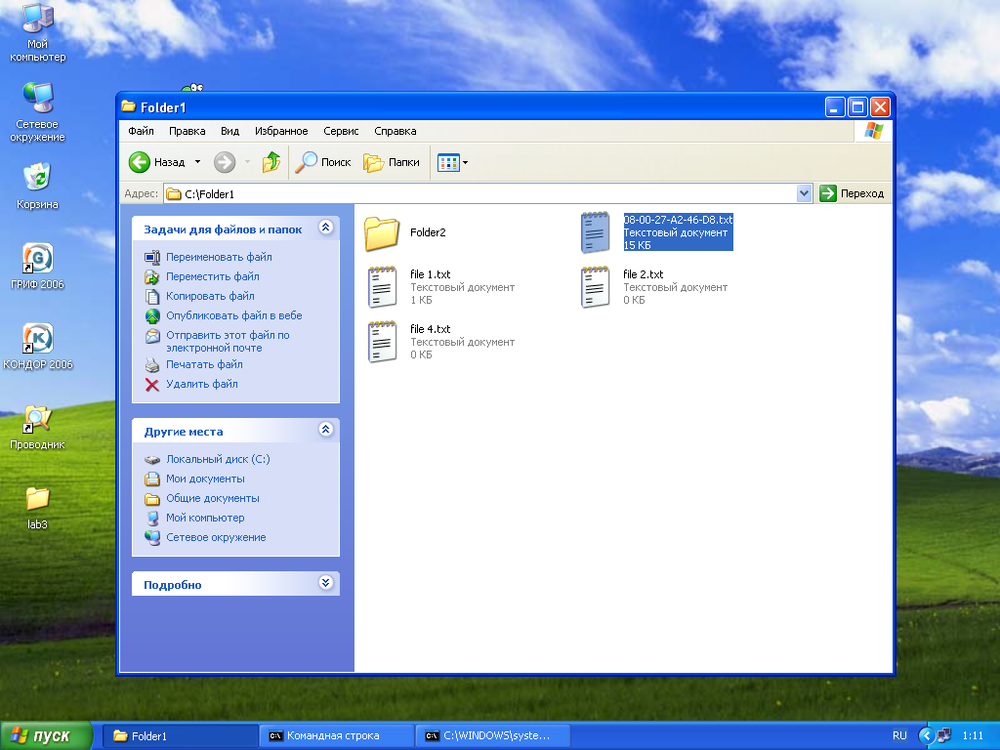 Мой
компьютер
Сетевое
окружение
Корзина
ГРИФ 2006
КОНДОР 2006
Проводник
lab3
Folder1
Файл Правка Вид Избранное Сервис Справка
Назад Поиск Папки
Адрес: C:\Folder1 Переход
Задачи для файлов и папок
Переименовать файл
Переместить файл
Копировать файл
Опубликовать файл в вебе
Отправить этот файл по
электронной почте
Печатать файл
Удалить файл
Другие места
Локальный диск (C:)
Мои документы
Общие документы
Мой компьютер
Сетевое окружение
Подробно
Folder2
08-00-27-A2-46-D8.txt
Текстовый документ
15 КБ
file 1.txt
Текстовый документ
1 КБ
file 2.txt
Текстовый документ
0 КБ
file 4.txt
Текстовый документ
0 КБ
пуск Folder1 Командная строка C:\WINDOWS\syste... RU 1:11